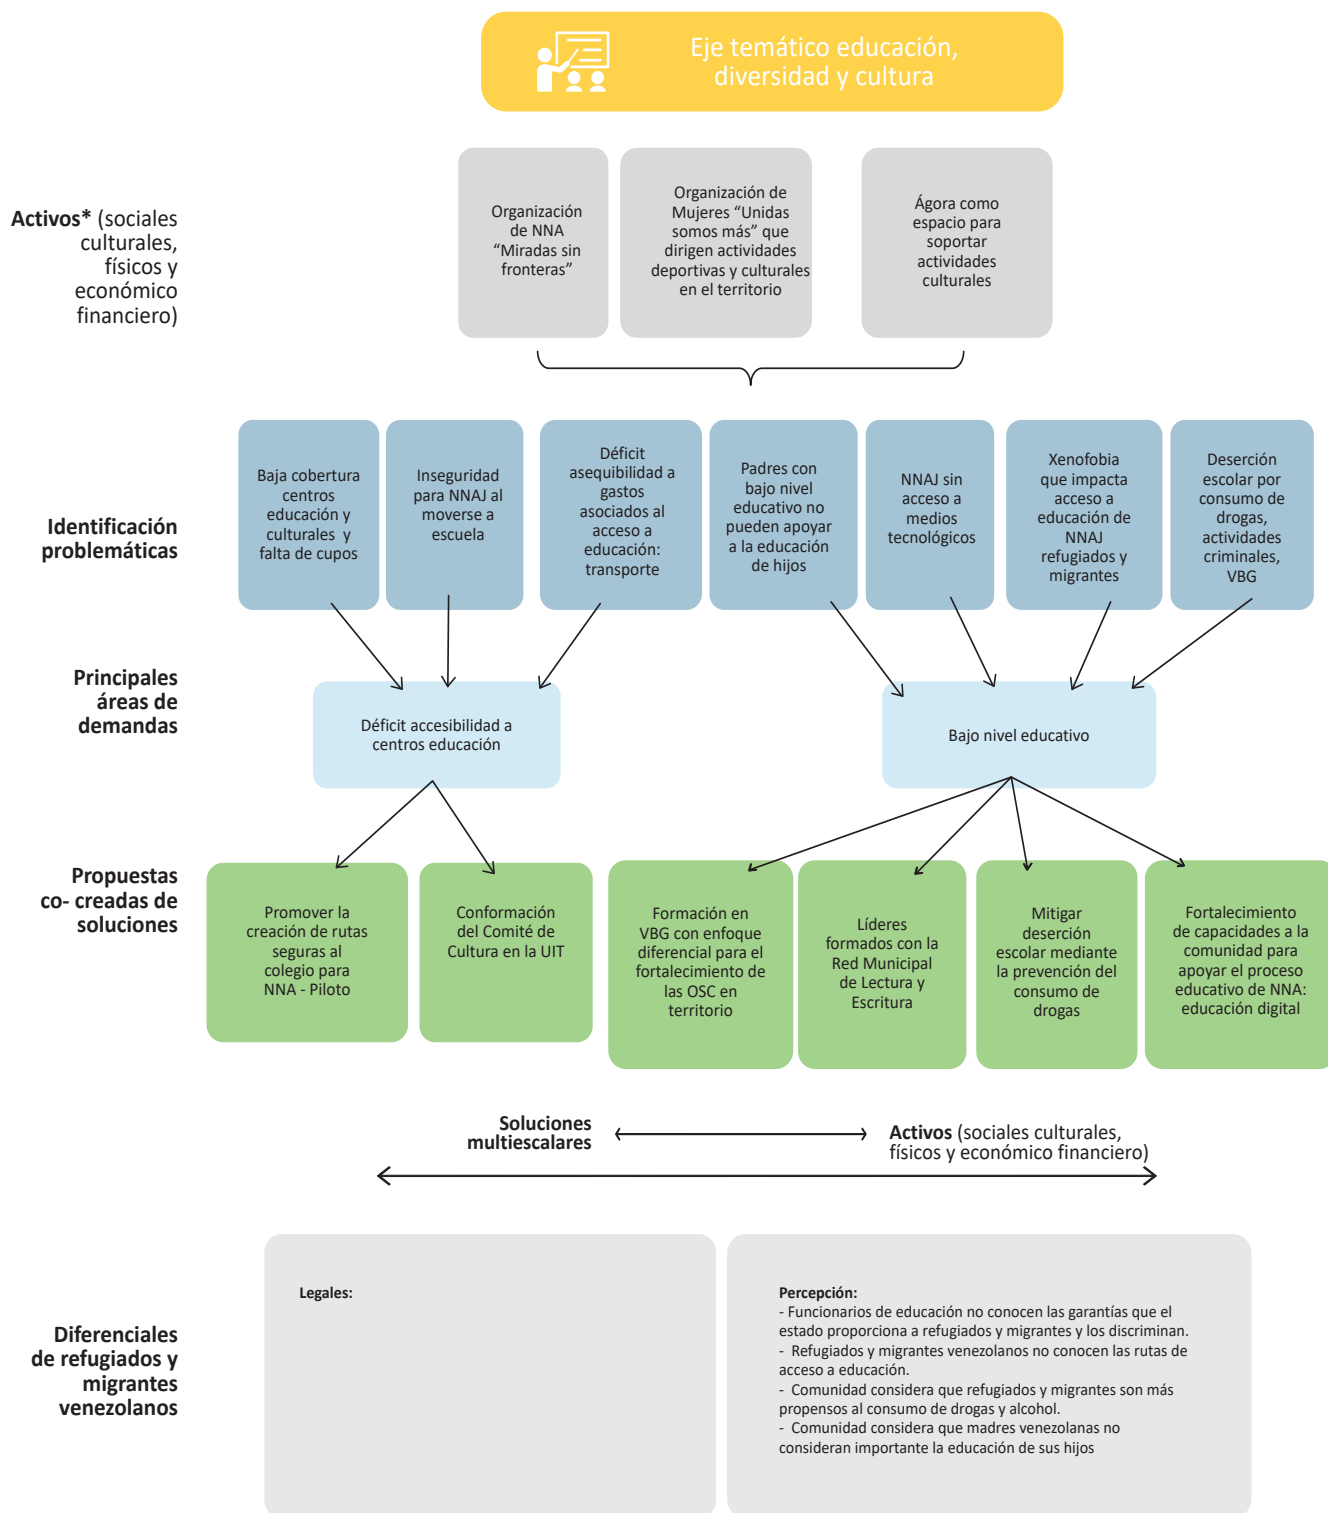 Eje temático educación,
diversidad y cultura
Activos* (sociales
culturales,
físicos y
económico
financiero)
Organización
de NNA
“Miradas sin
fronteras”
Organización de
Mujeres “Unidas
somos más” que
dirigen actividades
deportivas y culturales
en el territorio
Ágora como
espacio para
soportar
actividades
culturales
Identificación
problemáticas
Baja cobertura
centros
educación y
culturales y
falta de cupos
Inseguridad
para NNAJ al
moverse a
escuela
Déficit
asequibilidad a
gastos
asociados al
acceso a
educación:
transporte
Padres con
bajo nivel
educativo no
pueden apoyar
a la educación
de hijos
NNAJ sin
acceso a
medios
tecnológicos
Xenofobia
que impacta
acceso a
educación de
NNAJ
refugiados y
migrantes
Deserción
escolar por
consumo de
drogas,
actividades
criminales,
VBG
Principales
áreas de
demandas
Déficit accesibilidad a
centros educación
Bajo nivel educativo
Propuestas
co- creadas de
soluciones
Promover la
creación de rutas
seguras al
colegio para
NNA - Piloto
Conformación
del Comité de
Cultura en la UIT
Formación en
VBG con enfoque
diferencial para el
fortalecimiento de
las OSC en
territorio
Líderes
formados con la
Red Municipal
de Lectura y
Escritura
Mitigar
deserción
escolar mediante
la prevención del
consumo de
drogas
Fortalecimiento
de capacidades a la
comunidad para
apoyar el proceso
educativo de NNA:
educación digital
Soluciones
multiescalares
Activos (sociales culturales,
físicos y económico financiero)
Diferenciales
de refugiados y
migrantes
venezolanos
Legales:
Percepción:
- Funcionarios de educación no conocen las garantías que el
estado proporciona a refugiados y migrantes y los discriminan.
- Refugiados y migrantes venezolanos no conocen las rutas de
acceso a educación.
- Comunidad considera que refugiados y migrantes son más
propensos al consumo de drogas y alcohol.
- Comunidad considera que madres venezolanas no
consideran importante la educación de sus hijos